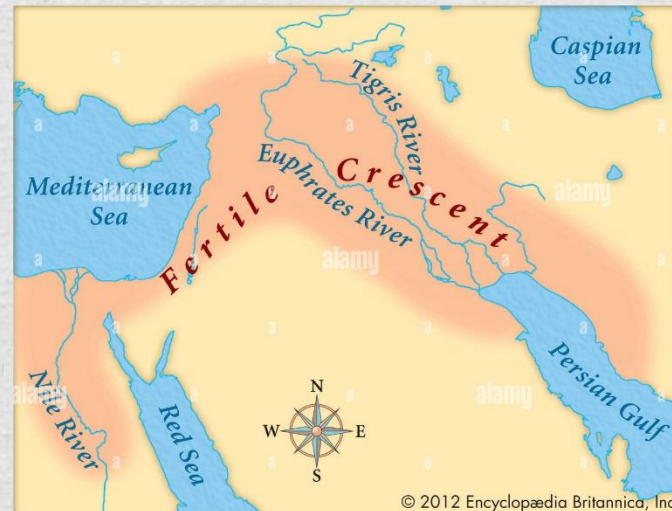 Caspian
Sea
Tigris River
Mediterranean
Sea
Euphrates River
Fertile Crescent
Nile River
Red Sea
Persian Gulf
N
W E
S
a
alamy
© 2012 Encyclopædia Britannica, Inc